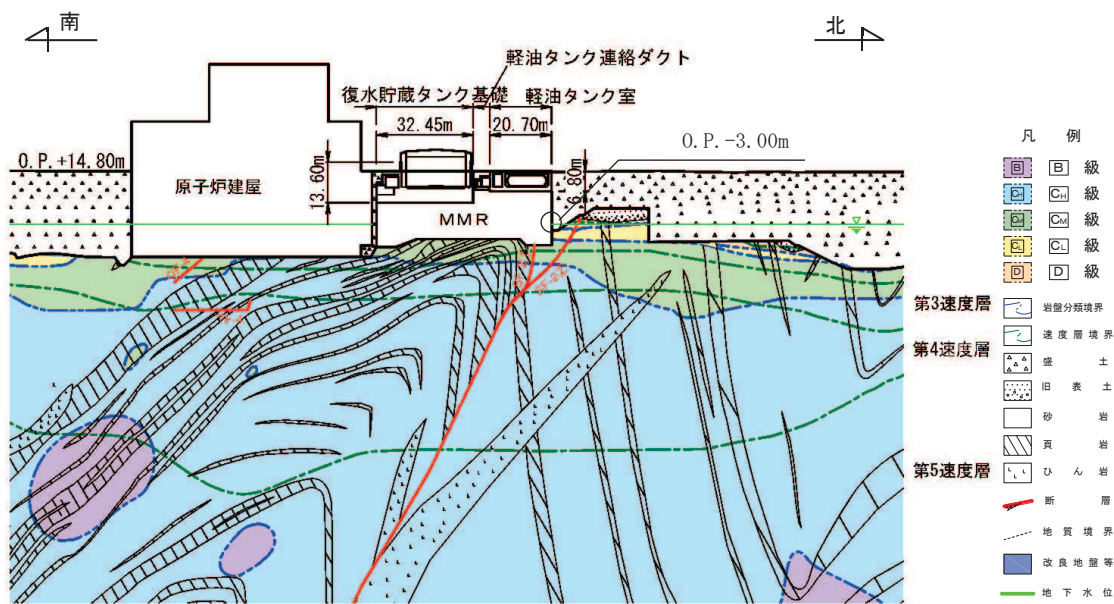 南
北
軽油タンク連絡ダクト
復水貯蔵タンク基礎
軽油タンク室
32.45m
20.70m
O.P.-3.00m
O.P.+14.80m
13.60m
6.80m
原子炉建屋
MMR
凡 例
B B 級
CH CH 級
CM CM 級
CL CL 級
D D 級
第3速度層
岩盤分類境界
速度層境界
第4速度層
盛 土
旧 表 土
砂 岩
頁 岩
第5速度層
ひ ん 岩
断 層
地 質 境 界
改 良 地 盤 等
地 下 水 位